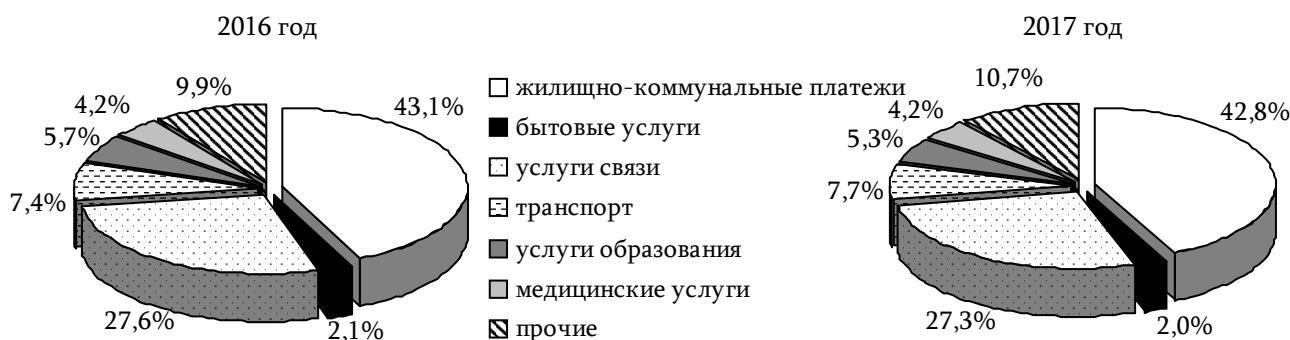 2016 год
9,9%
4,2%
5,7%
7,4%
27,6%
2,1%
43,1%
жилищно-коммунальные платежи
бытовые услуги
услуги связи
транспорт
услуги образования
медицинские услуги
прочие
2017 год
10,7%
4,2%
5,3%
7,7%
27,3%
2,0%
42,8%